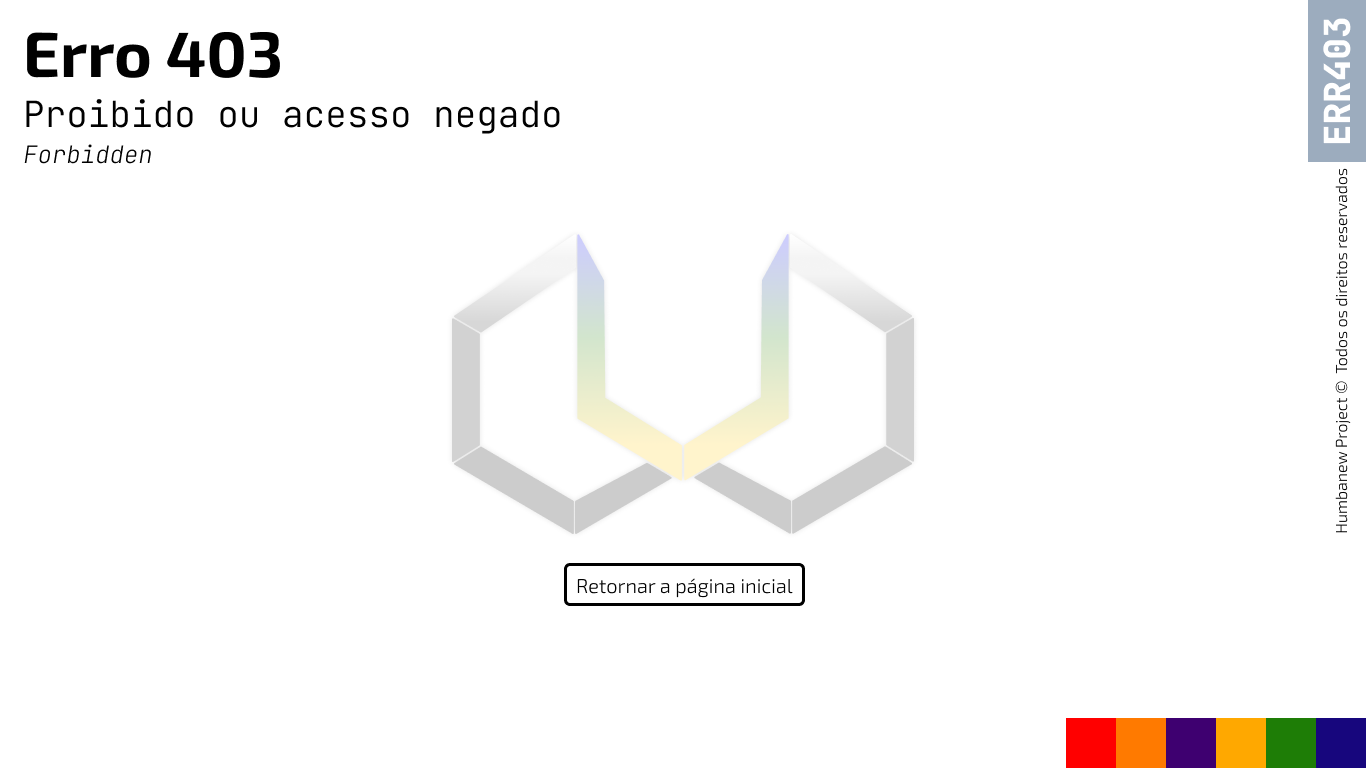 Erro 403
Proibido ou acesso negado
Forbidden
ERR403
Humbanew Project © Todos os direitos reservados
Retornar a página inicial